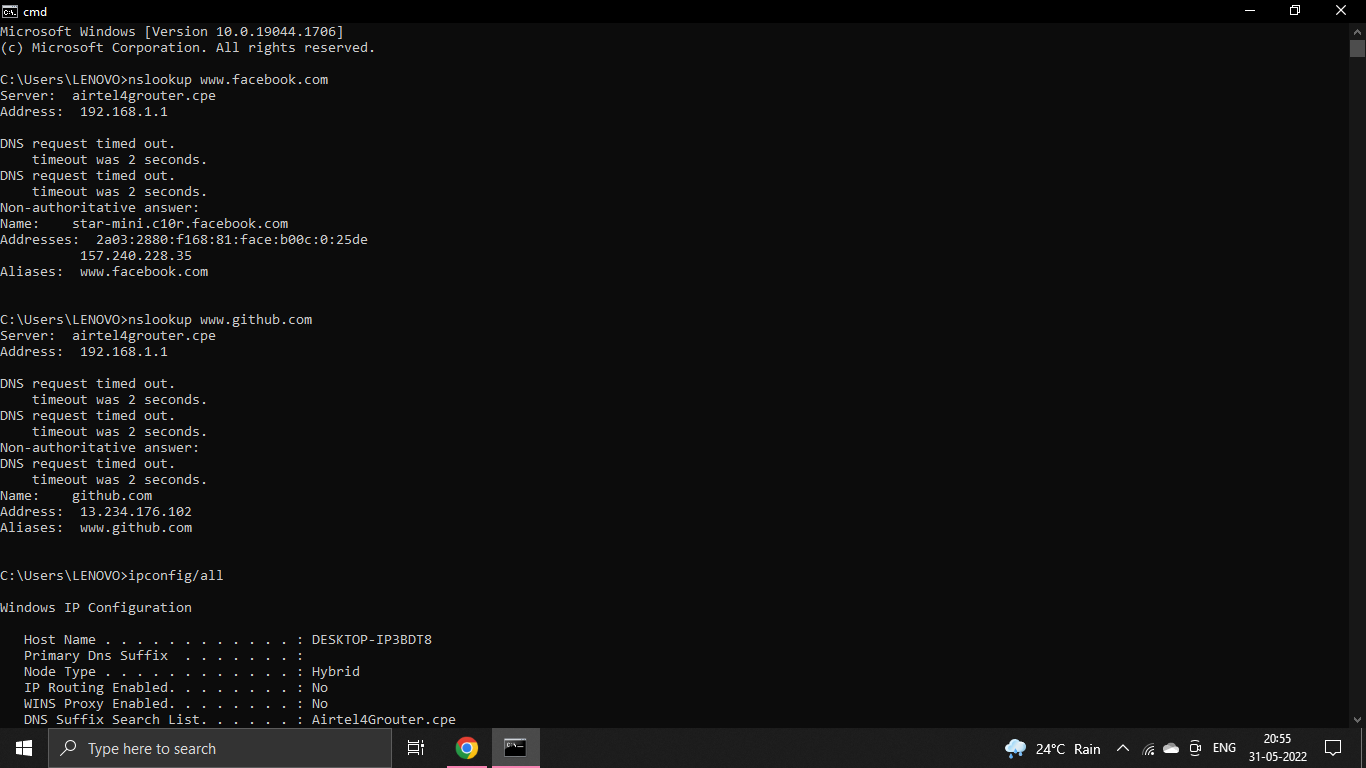 cmd
Microsoft Windows [Version 10.0.19044.1706]
(c) Microsoft Corporation. All rights reserved.
C:\Users\LENOVO>nslookup www.facebook.com
Server:  airtel4grouter.cpe
Address:  192.168.1.1
DNS request timed out.
    timeout was 2 seconds.
DNS request timed out.
    timeout was 2 seconds.
Non-authoritative answer:
Name:    star-mini.c10r.facebook.com
Addresses:  2a03:2880:f168:81:face:b00c:0:25de
          157.240.228.35
Aliases:  www.facebook.com
C:\Users\LENOVO>nslookup www.github.com
Server:  airtel4grouter.cpe
Address:  192.168.1.1
DNS request timed out.
    timeout was 2 seconds.
DNS request timed out.
    timeout was 2 seconds.
Non-authoritative answer:
DNS request timed out.
    timeout was 2 seconds.
Name:    github.com
Address:  13.234.176.102
Aliases:  www.github.com
C:\Users\LENOVO>ipconfig/all
Windows IP Configuration
   Host Name . . . . . . . . . . . . : DESKTOP-IP3BDT8
   Primary Dns Suffix  . . . . . . . :
   Node Type . . . . . . . . . . . . : Hybrid
   IP Routing Enabled. . . . . . . . : No
   WINS Proxy Enabled. . . . . . . . : No
   DNS Suffix Search List. . . . . . : Airtel4Grouter.cpe
Type here to search
24°C Rain
ENG
20:55
31-05-2022